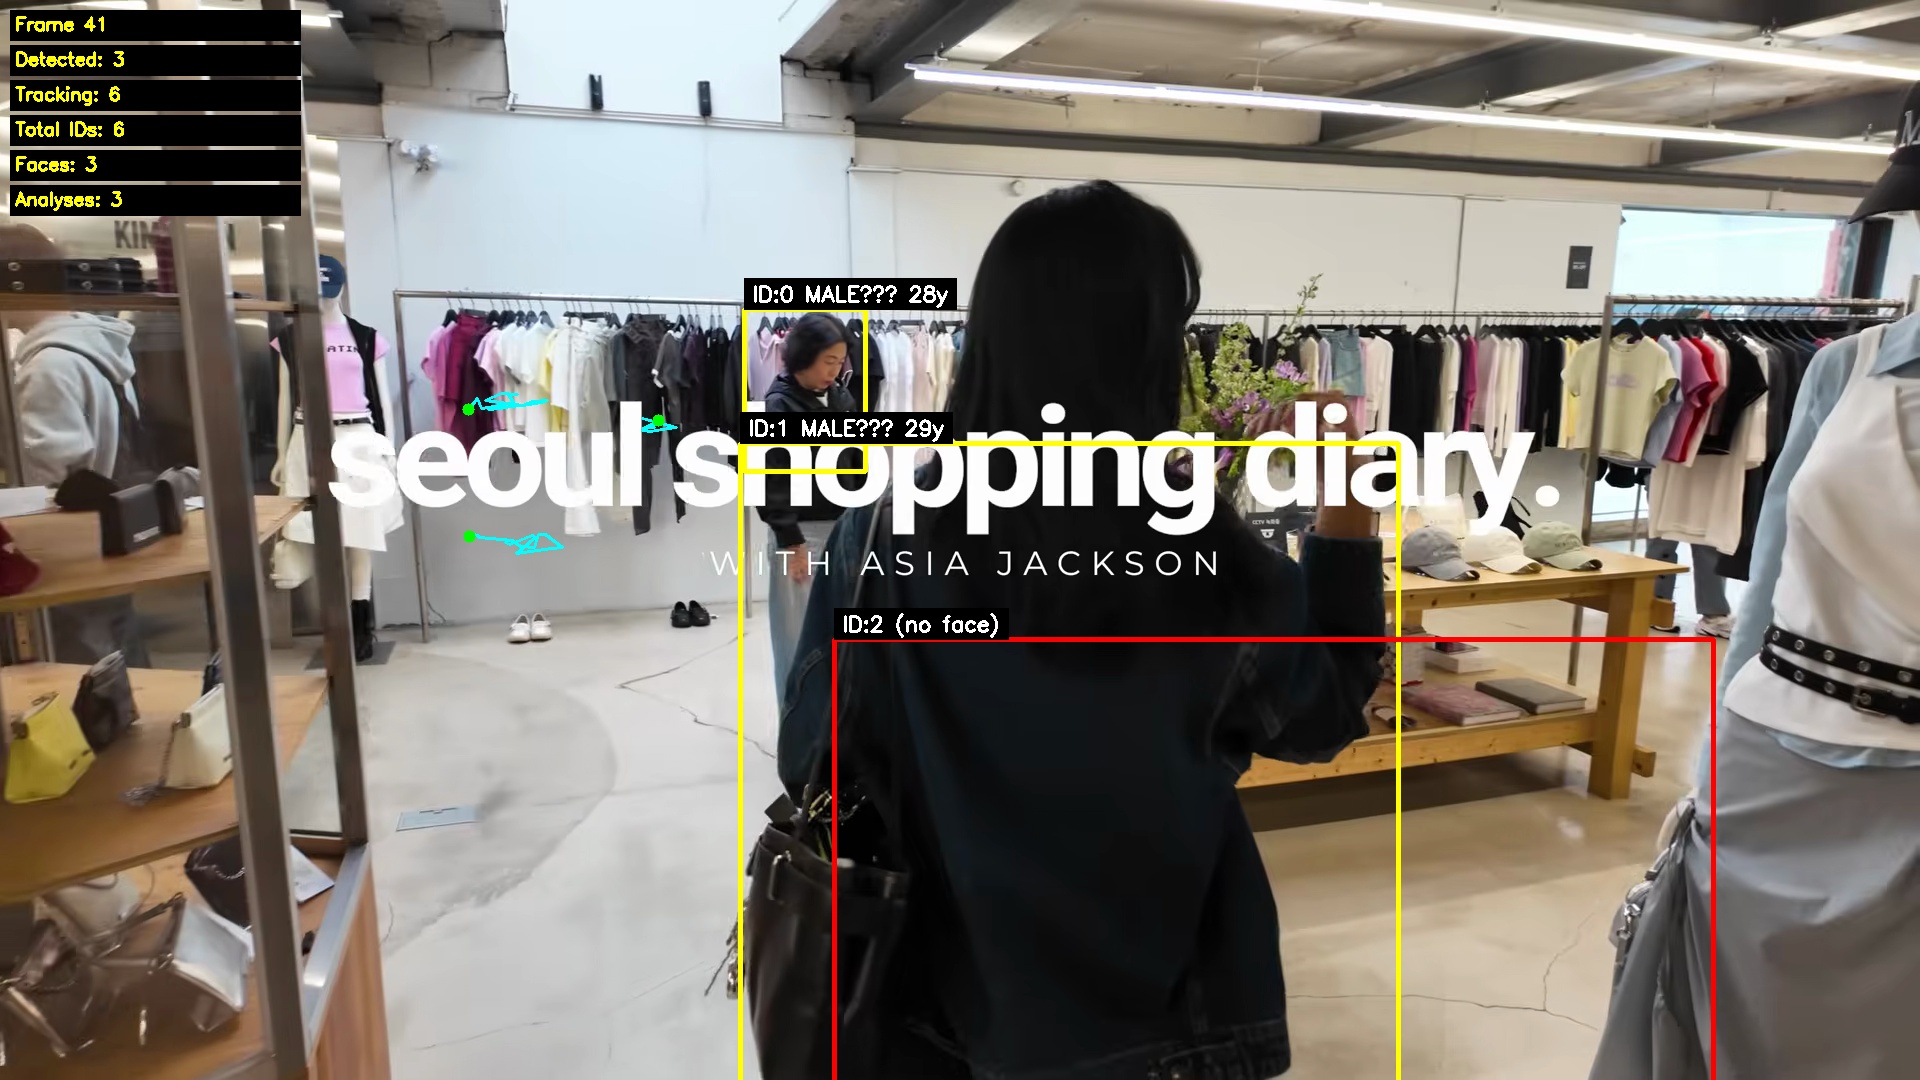 Frame 41
Detected: 3
Tracking: 6
Total IDs: 6
Faces: 3
Analyses: 3
ID:0 MALE??? 28y
ID:1 MALE??? 29y
seoul shopping diary.
WITH ASIA JACKSON
ID:2 (no face)